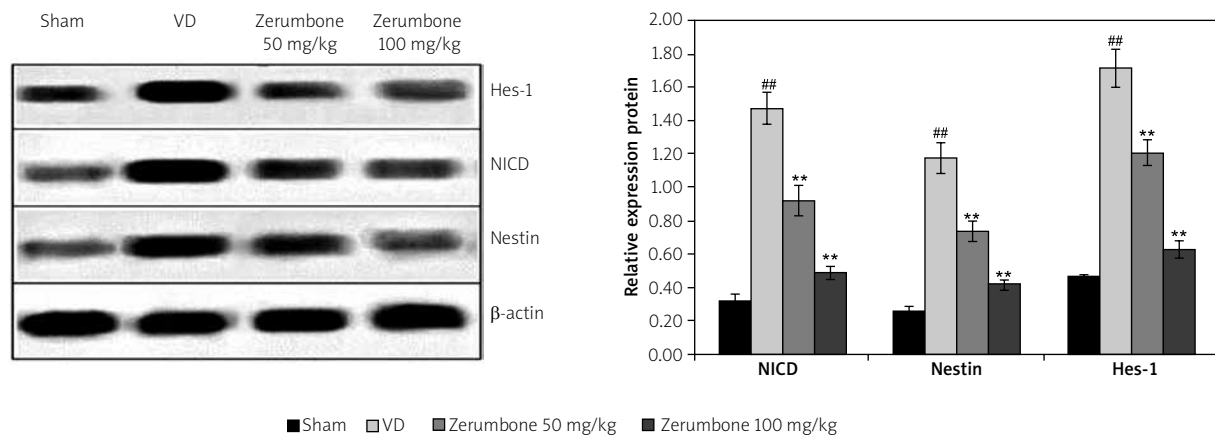 Sham VD Zerumbone 50 mg/kg Zerumbone 100 mg/kg
Hes-1
NICD
Nestin
β-actin
Relative expression protein
2.00
1.80
1.60
1.40
1.20
1.00
0.80
0.60
0.40
0.20
0.00
## ** **
## ** **
## ** **
NICD Nestin Hes-1
Sham VD Zerumbone 50 mg/kg Zerumbone 100 mg/kg